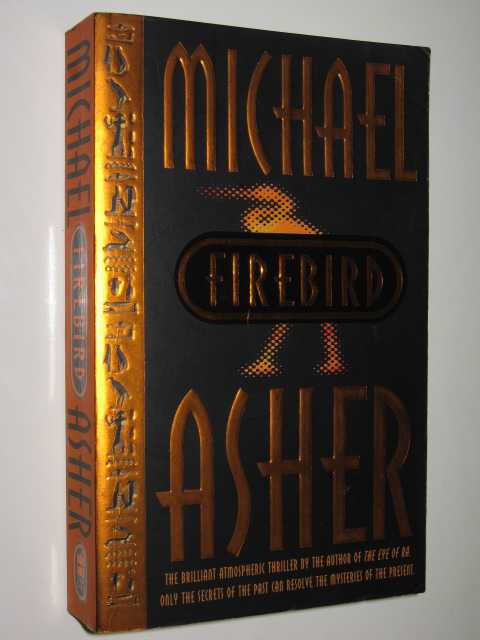 MICHAEL
FIREBIRD
ASHER
THE BRILLIANT ATMOSPHERIC THRILLER BY THE AUTHOR OF THE EYE OF RA.
ONLY THE SECRETS OF THE PAST CAN RESOLVE THE MYSTERIES OF THE PRESENT.
MICHAEL FIREBIRD ASHER